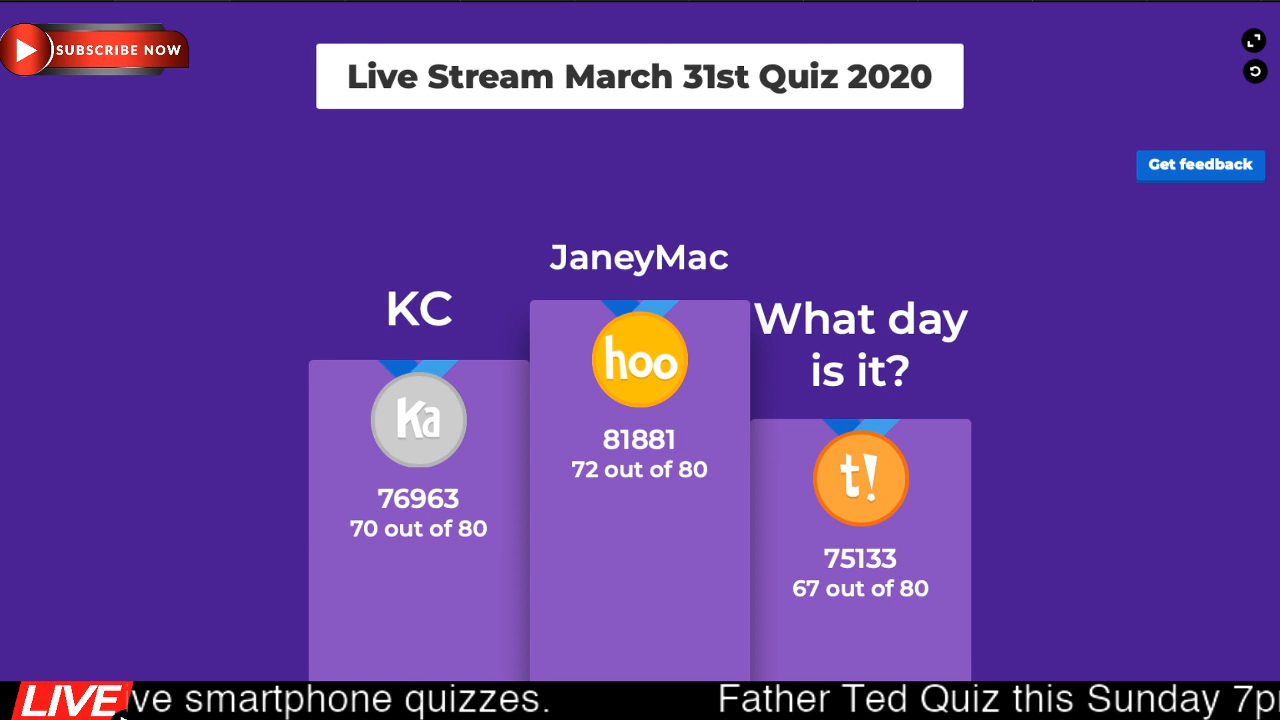 SUBSCRIBE NOW
Live Stream March 31st Quiz 2020
Get feedback
JaneyMac
KC
What day
is it?
hoo
Ka
t!
81881
72 out of 80
76963
70 out of 80
75133
67 out of 80
LIVE
smartphone quizzes.
Father Ted Quiz this Sunday